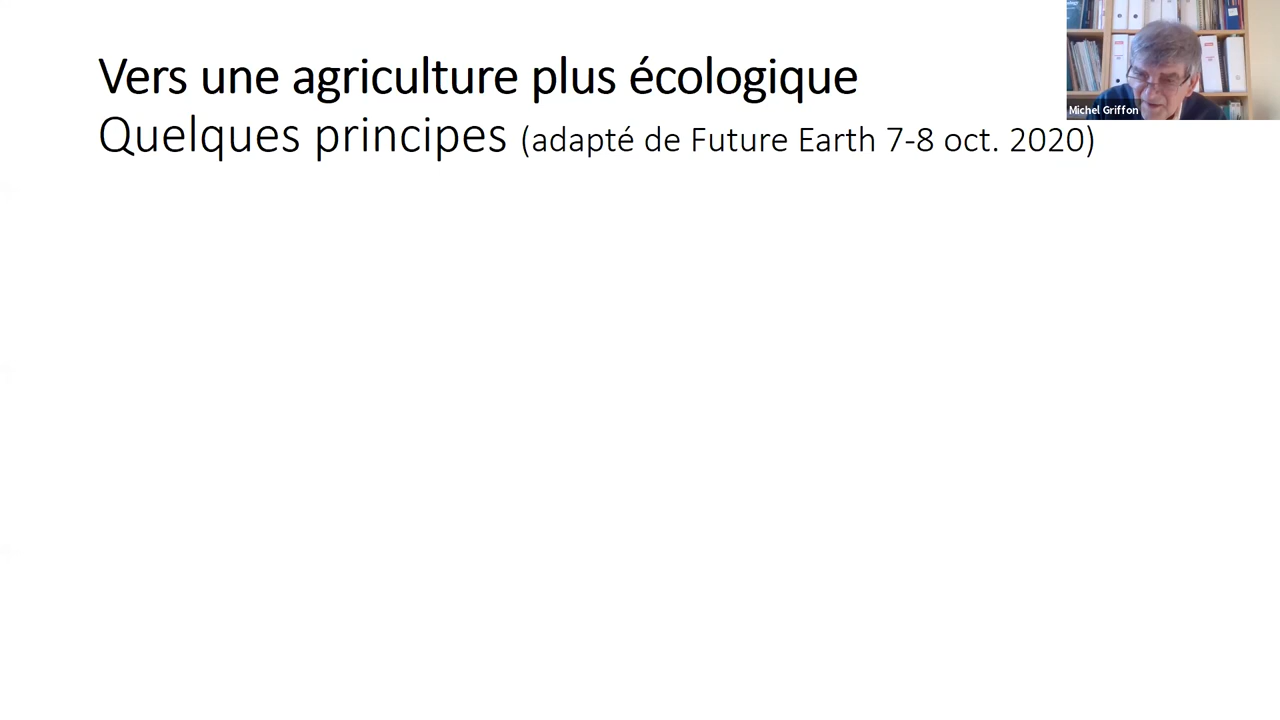 Vers une agriculture plus écologique
Quelques principes (adapté de Future Earth 7-8 oct. 2020)
Michel Griffon